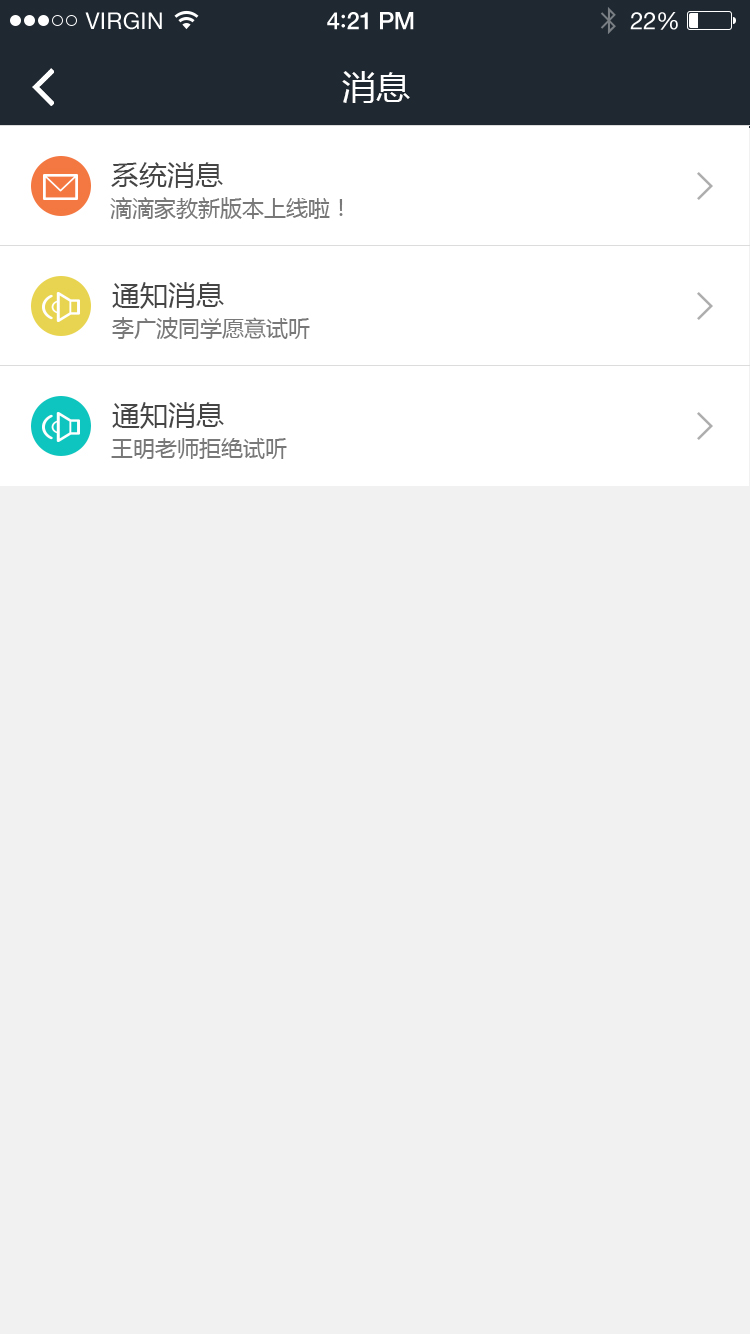 VIRGIN 4:21 PM 22%
消息
系统消息
滴滴家教新版本上线啦！
通知消息
李广波同学愿意试听
通知消息
王明老师拒绝试听